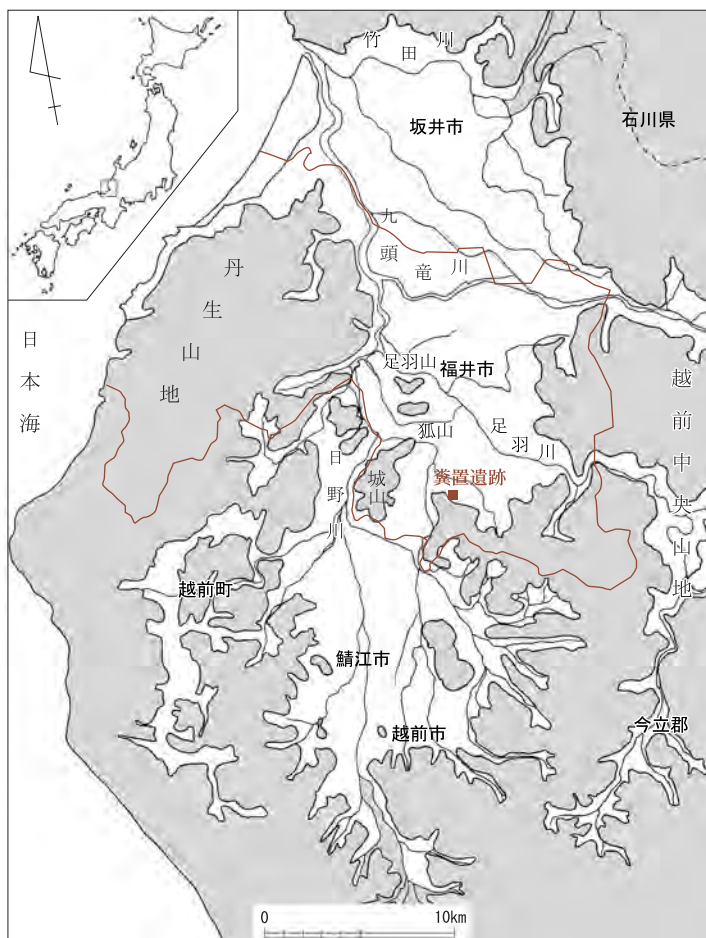 竹田川
坂井市
石川県
九頭竜川
丹生山地
日本海
足羽山
福井市
越前中央山地
狐山
足羽川
日野川
城山
糞置遺跡
越前町
鯖江市
越前市
今立郡
0
10km